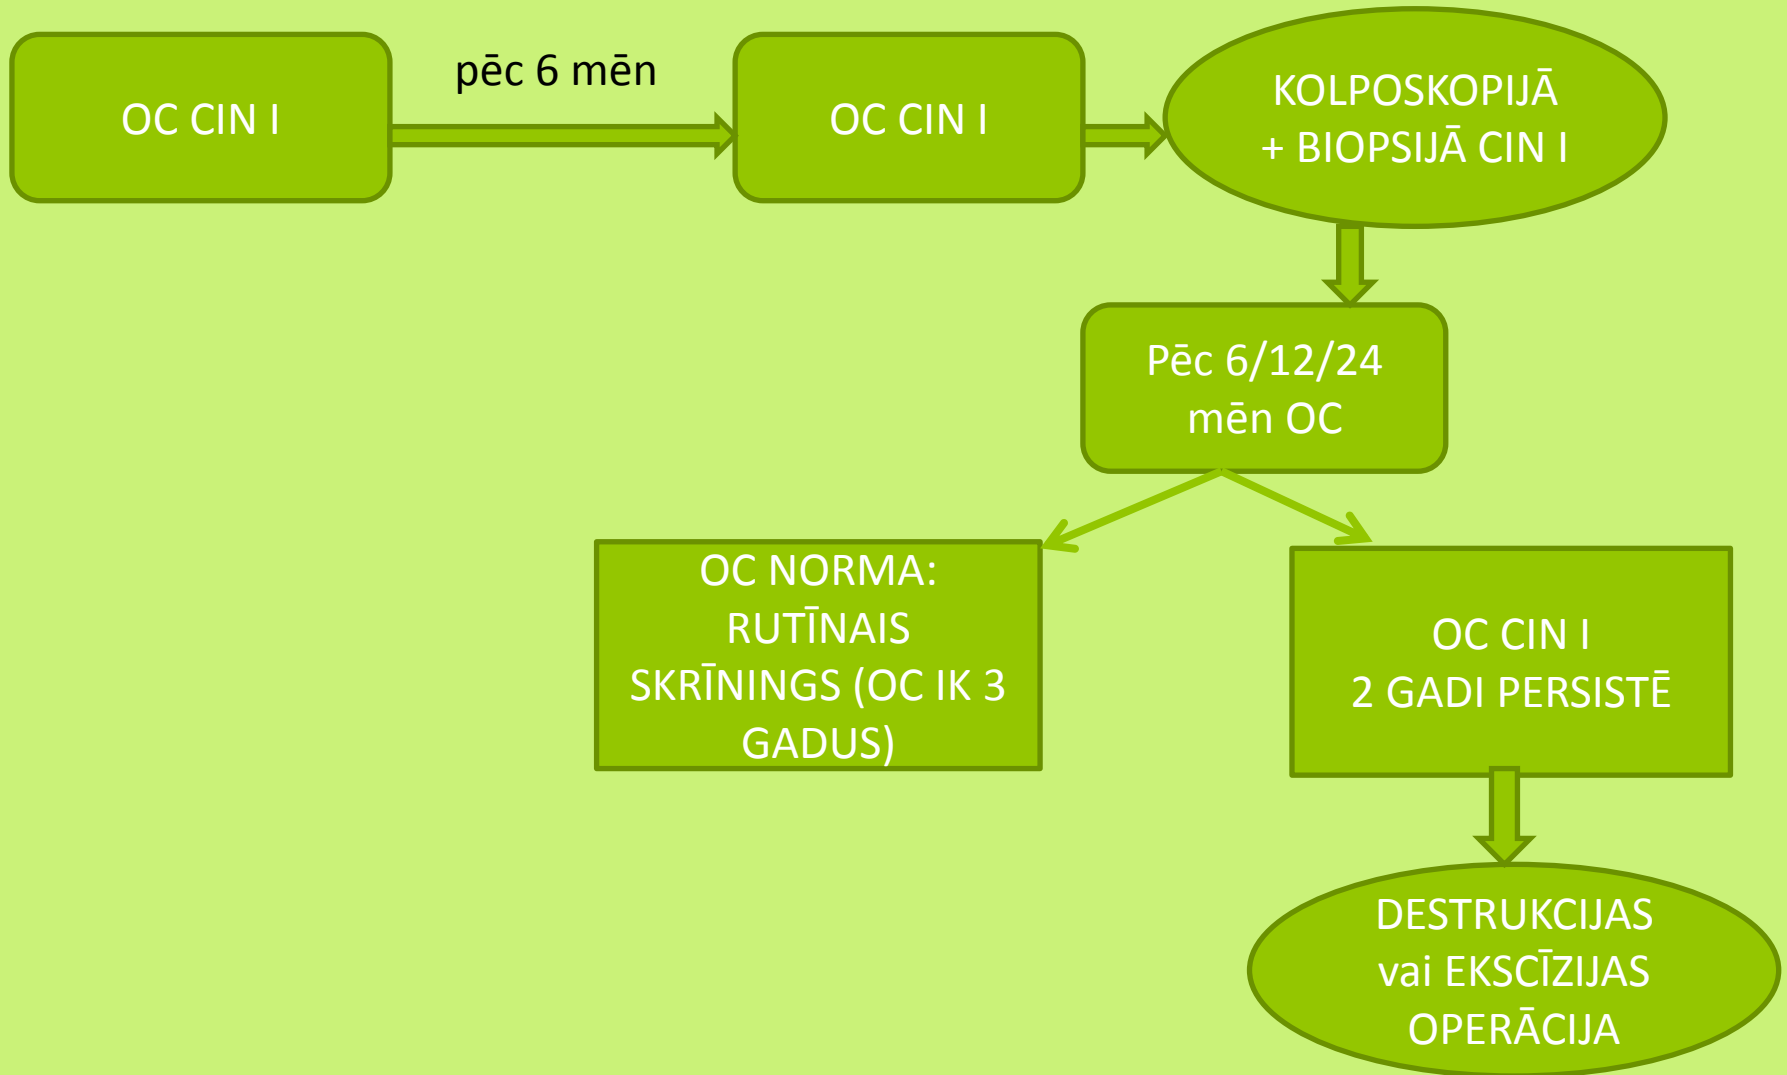 OC CIN I
pēc 6 mēn
OC CIN I
KOLPOSKOPIJĀ
+ BIOPSIJĀ CIN I
Pēc 6/12/24
mēn OC
OC NORMA:
RUTĪNAIS
SKRĪNINGS (OC IK 3
GADUS)
OC CIN I
2 GADI PERSISTĒ
DESTRUKCIJAS
vai EKSCĪZIJAS
OPERĀCIJA